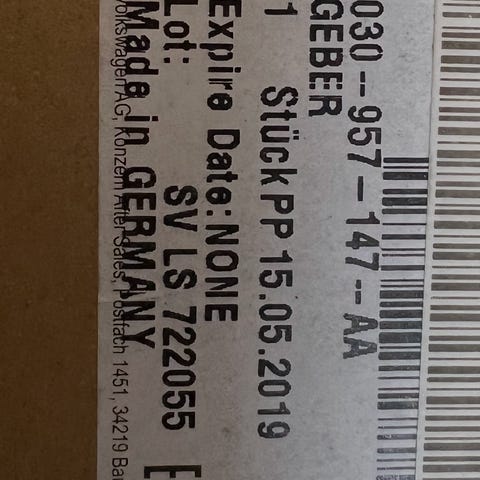 030-957-147-AA
GEBER
1 Stück PP 15.05.2019
Expire Date:NONE
Lot: SV LS 722055
Made in GERMANY
Volkswagen AG, Konzern After Sales, Postfach 1451, 34219